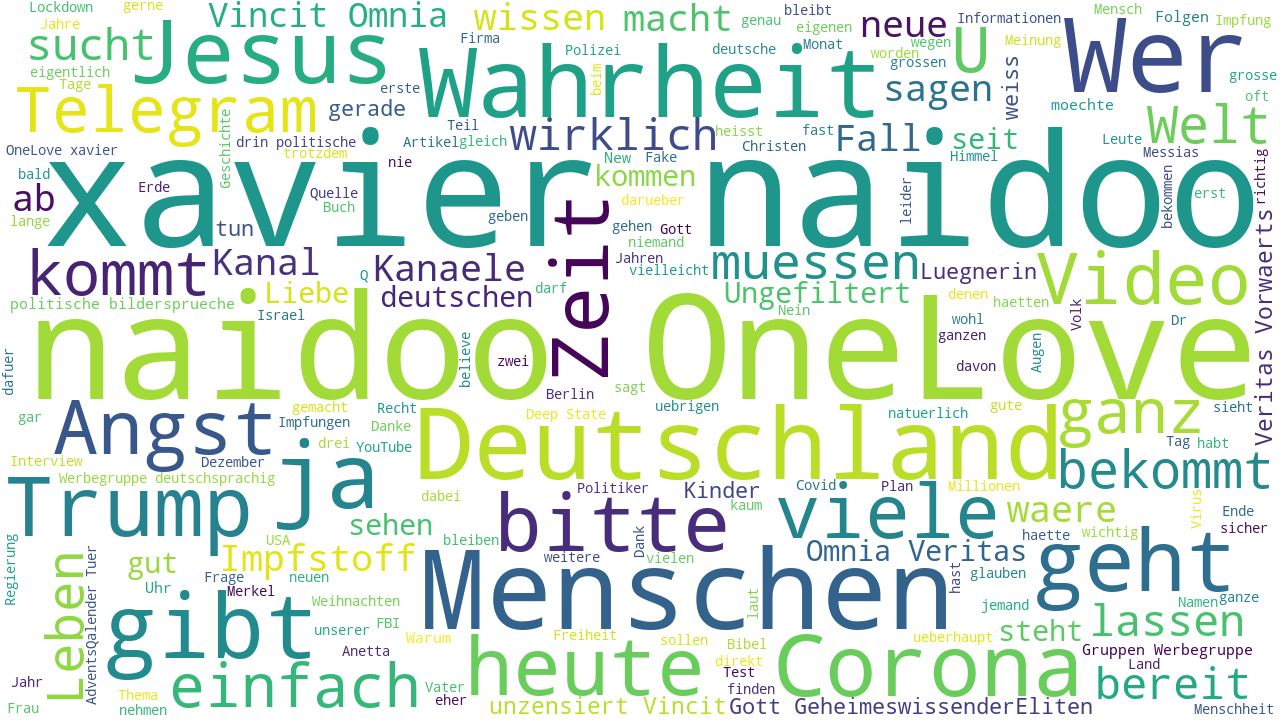 Lockdown gerne Vincit Omnia wissen macht genau bleibt eigenen neue Informationen Mensch Folgen Impfung
Jahre sucht Jesus Firma Polizei deutsche Monat worden wegen U Meinung Wer
eigentlich Tage Wahrheit beim grossen weiss grosse
Telegram erste gerade sagen moechte oft Welt
Geschichte drin politische Teil wirklich heisst fast Fall seit Leute
OneLove xavier trotzdem Artikel gleich New Fake Christen Himmel Messias
bald xavier nie kommen naidoo bekommen richtig
ab Erde Quelle darueber leider erst
lange Buch geben gehen Gott
tun niemand
kommt Kanal Q Kanaele Zeit Jahren muessen Luegnerin Video
vielleicht
politische bildersprueche Liebe deutschen darf Ungefiltert denen haetten Volk Veritas Vorwaerts
Israel Nein wohl Dr
naidoo believe OneLove ganzen Augen
dafuer zwei davon
Berlin sagt
gar Angst gemacht Recht Deep State uebrigen natuerlich gute ganz sieht
Impfungen Danke Deutschland
drei YouTube Tag habt
Interview Dezember ja bekommt
Werbegruppe deutschsprachig Politiker Kinder Covid Plan Millionen
Trump dabei bitte kaum viele waere Virus Ende
sehen wichtig sicher
Regierung USA bleiben Dank haette
gut Impfstoff weitere vielen Omnia Veritas geht
Leben AdventsQalender Tuer Uhr Frage neuen Menschen hast glauben
Merkel laut ganze
gibt Weihnachten jemand Namen
FBI lassen
unserer Warum Freiheit sollen Bibel ueberhaupt steht
Anetta heute direkt Corona Gruppen Werbegruppe
Jahr einfach Test Land
Thema Vater finden bereit
Frau nehmen eher unzensiert Vincit Gott GeheimeswissenderEliten Menschheit